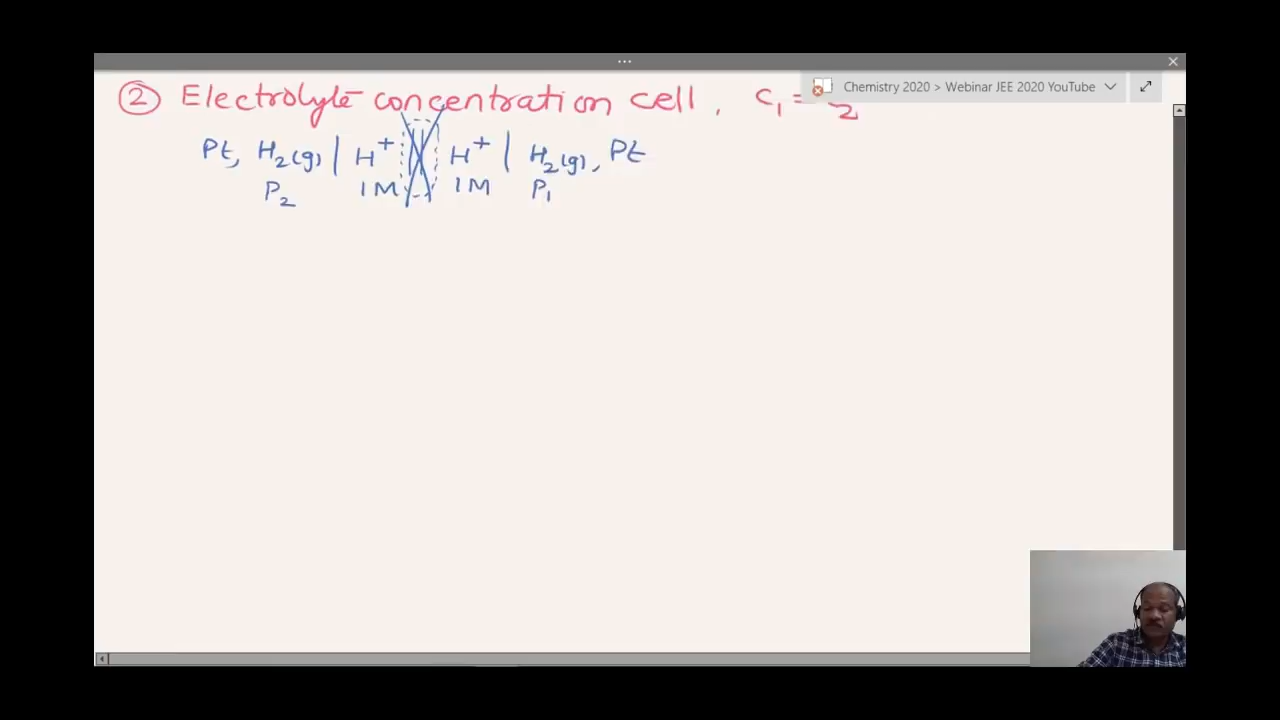 ② Electrolyte concentration cell, C₁ = ₂
Chemistry 2020 > Webinar JEE 2020 YouTube
Pt, H₂(g) | H⁺ || H⁺ | H₂(g), Pt
P₂ 1M 1M P₁